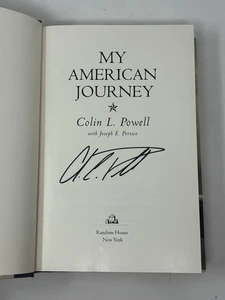 MY
AMERICAN
JOURNEY
Colin L. Powell
with Joseph E. Persico
Random House
New York